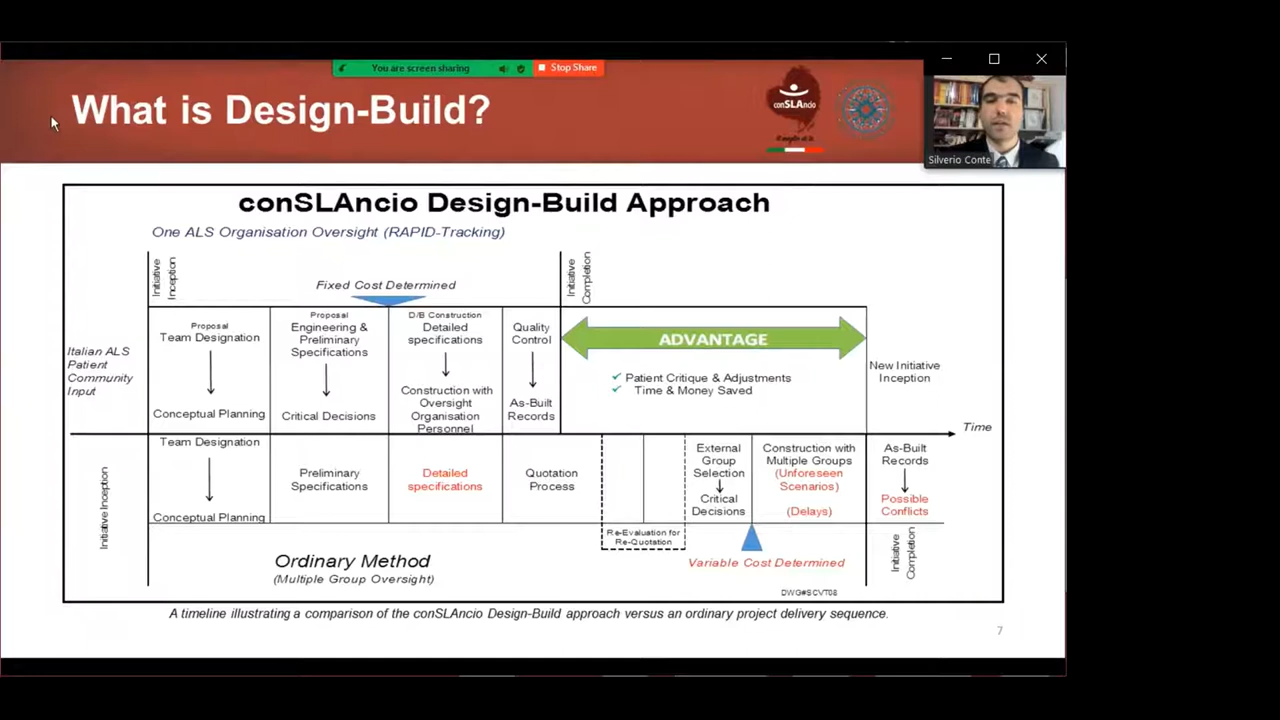 You are screen sharing
Stop Share
What is Design-Build?
conSLAncio
Il meglio di te.
Silverio Conte
conSLAncio Design-Build Approach
One ALS Organisation Oversight (RAPID-Tracking)
Initiative
Inception
Fixed Cost Determined
Initiative
Completion
Italian ALS
Patient
Community
Input
Proposal
Team Designation
Conceptual Planning
Proposal
Engineering &
Preliminary
Specifications
Critical Decisions
D/B Construction
Detailed
specifications
Construction with
Oversight
Organisation
Personnel
Quality
Control
As-Built
Records
ADVANTAGE
Patient Critique & Adjustments
Time & Money Saved
New Initiative
Inception
Time
Initiative Inception
Team Designation
Conceptual Planning
Preliminary
Specifications
Detailed
specifications
Quotation
Process
Re-Evaluation for
Re-Quotation
External
Group
Selection
Critical
Decisions
Construction with
Multiple Groups
(Unforeseen
Scenarios)
(Delays)
As-Built
Records
Possible
Conflicts
Initiative
Completion
Ordinary Method
(Multiple Group Oversight)
Variable Cost Determined
DWG#SCVT08
A timeline illustrating a comparison of the conSLAncio Design-Build approach versus an ordinary project delivery sequence.
7